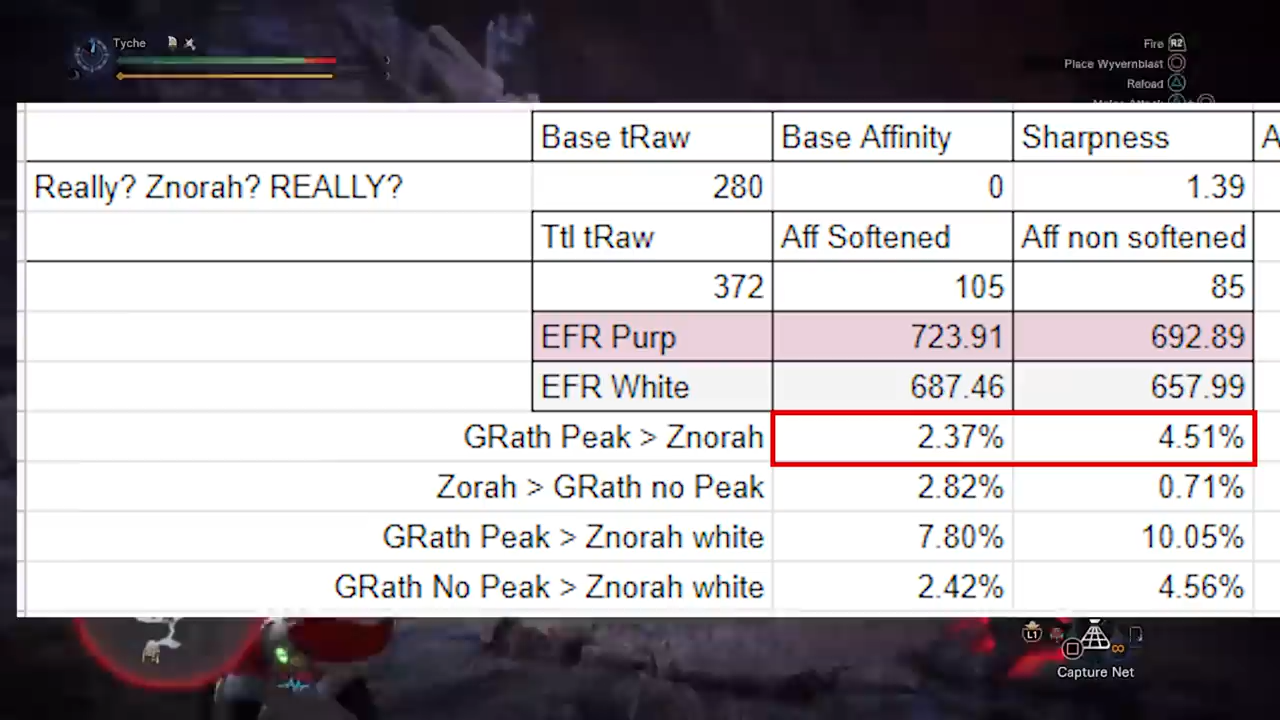 Tyche
Fire R2
Place Wyvernblast
Reload
Base tRaw Base Affinity Sharpness A
Really? Znorah? REALLY? 280 0 1.39
Ttl tRaw Aff Softened Aff non softened
372 105 85
EFR Purp 723.91 692.89
EFR White 687.46 657.99
GRath Peak > Znorah 2.37% 4.51%
Zorah > GRath no Peak 2.82% 0.71%
GRath Peak > Znorah white 7.80% 10.05%
GRath No Peak > Znorah white 2.42% 4.56%
L1
∞
Capture Net